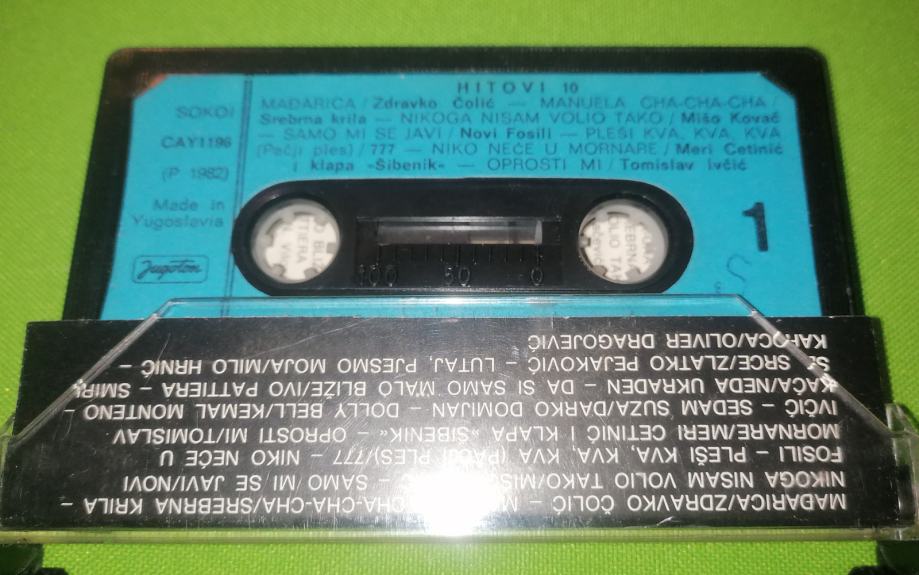 HITOVI 10
SOKOJ
CAY1196
(P 1982)
Made in
Yugoslavia
Jugoton
MAĐARICA / Zdravko Čolić — MANUELA, CHA-CHA-CHA /
Srebrna krila — NIKOGA NISAM VOLIO TAKO / Mišo Kovač
— SAMO MI SE JAVI / Novi Fosili — PLEŠI KVA, KVA, KVA
(Pačji ples) / 777 — NIKO NEĆE U MORNARE / Meri Cetinić
i klapa »Šibenik« — OPROSTI MI / Tomislav Ivčić
1
100 50 0
MAĐARICA/ZDRAVKO ČOLIĆ – CHA-CHA-CHA/SREBRNA KRILA –
NIKOGA NISAM VOLIO TAKO/MIŠO – SAMO MI SE JAVI/NOVI
FOSILI – PLEŠI KVA, KVA, KVA (PAČJI PLES)/777 – NIKO NEĆE U
MORNARE/MERI CETINIĆ I KLAPA »ŠIBENIK« – OPROSTI MI/TOMISLAV
IVČIĆ – SEDAM SUZA/DARKO DOMIJAN – DOLLY BELL/KEMAL MONTENO
– KAĆA/NEDA UKRADEN – DA SI SAMO MALO BLIŽE/IVO PATTIERA –
SRCE/ZLATKO PEJAKOVIĆ – LUTAJ, PJESMO MOJA/MILO HRNIĆ –
KAROCA/OLIVER DRAGOJEVIĆ